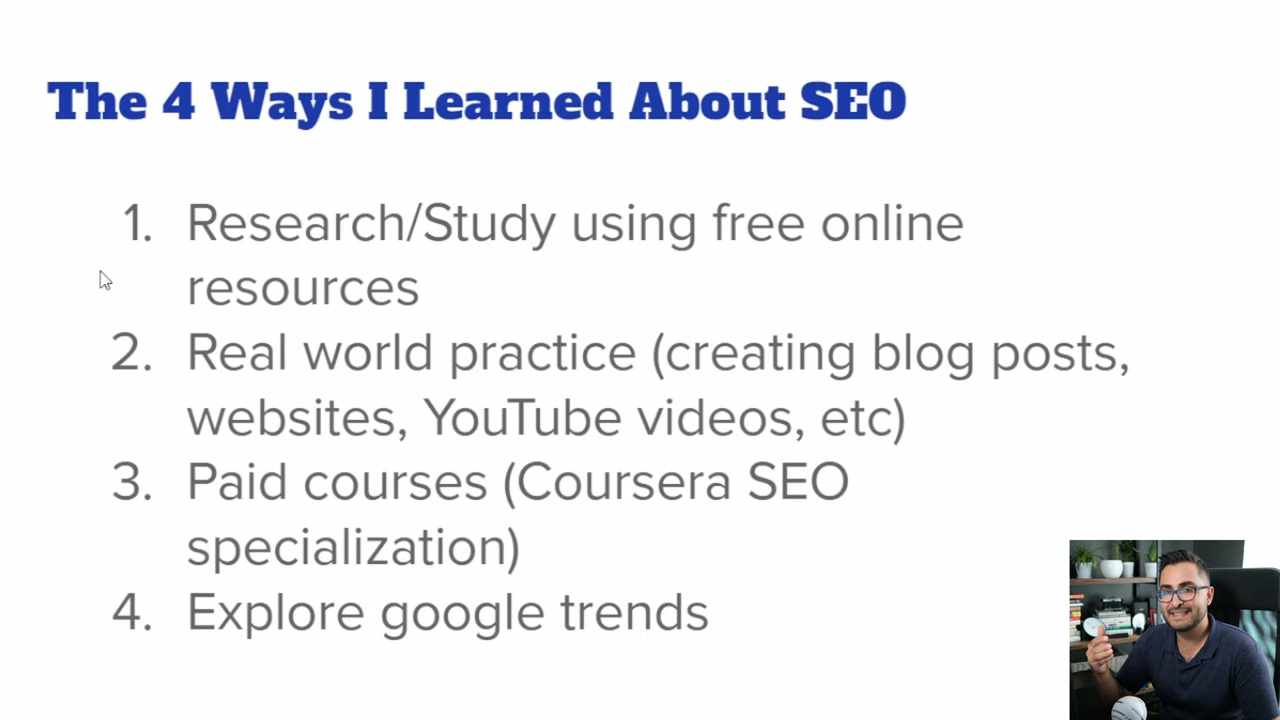 The 4 Ways I Learned About SEO
1. Research/Study using free online
resources
2. Real world practice (creating blog posts,
websites, YouTube videos, etc)
3. Paid courses (Coursera SEO
specialization)
4. Explore google trends